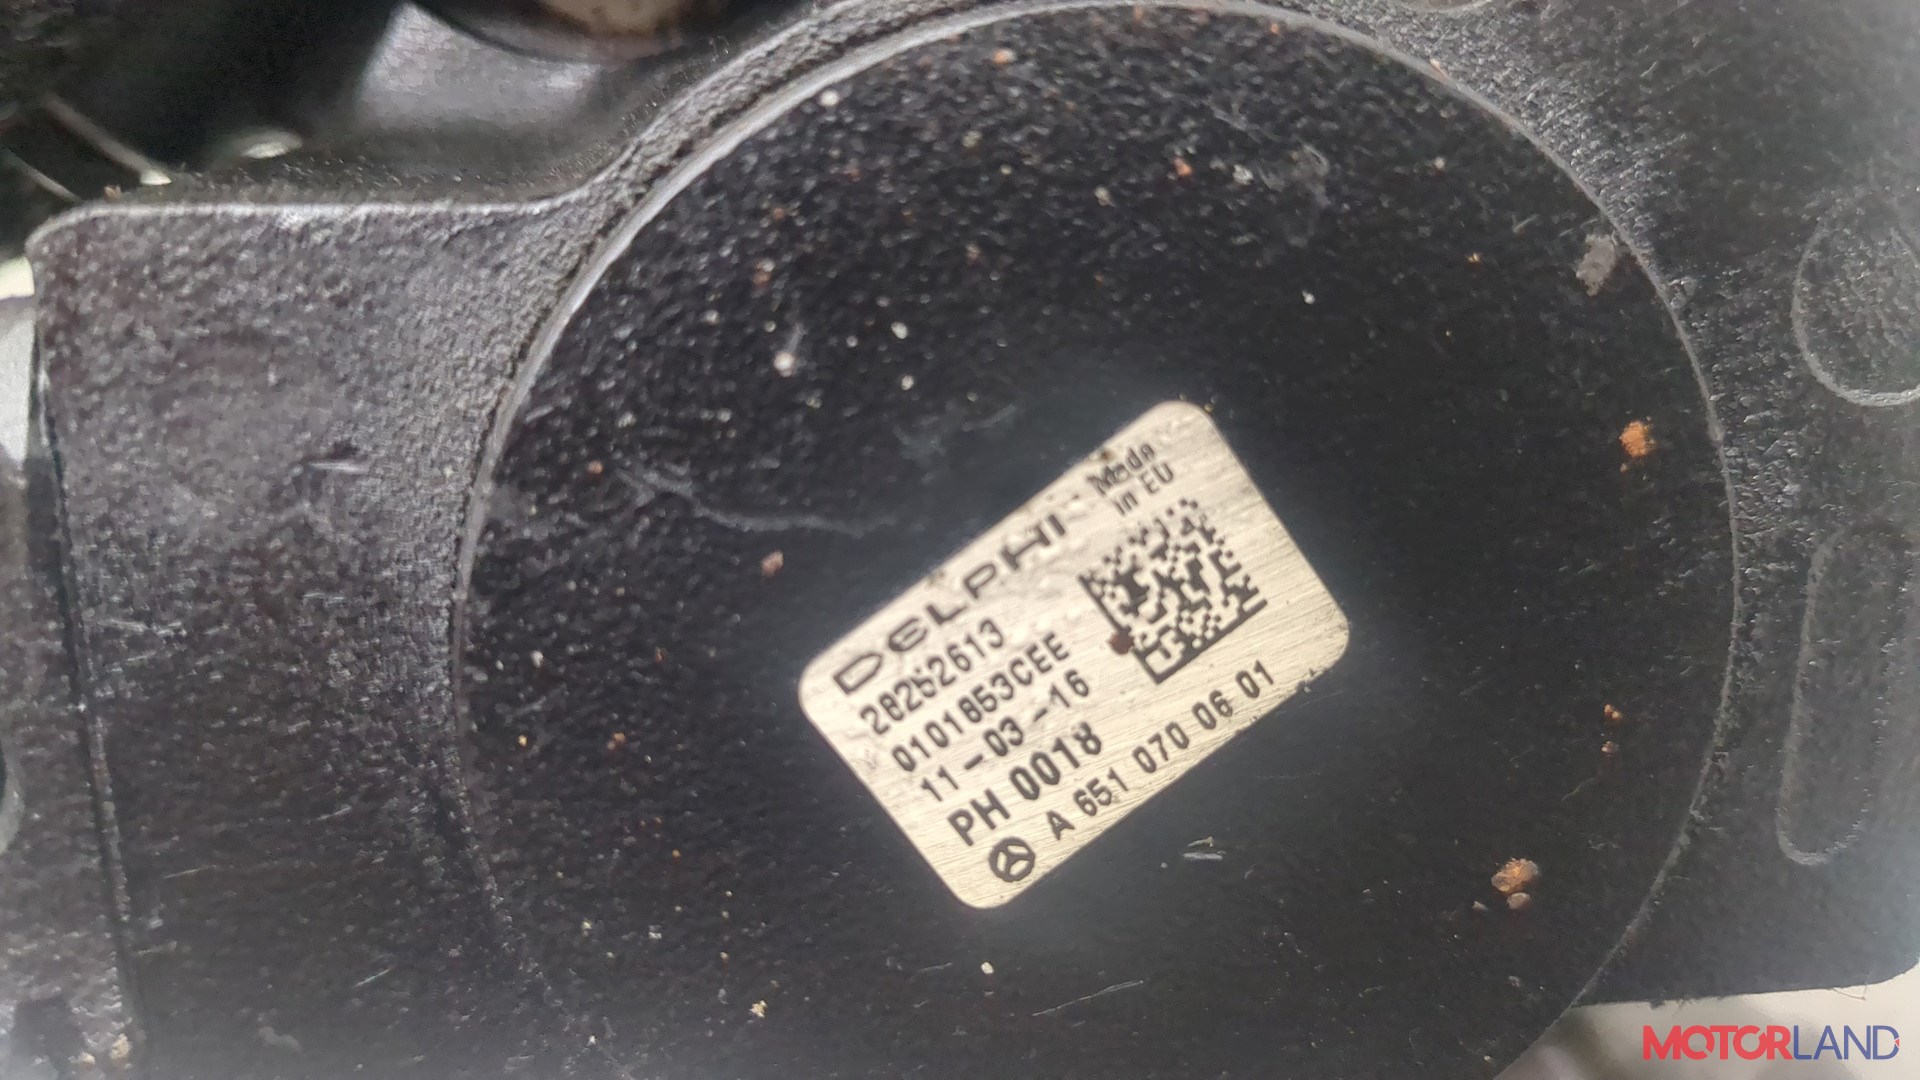 DELPHI
Made
in EU
28262613
0101853CEE
11-03-16
PH 0018
A 651 070 06 01
MOTORLAND